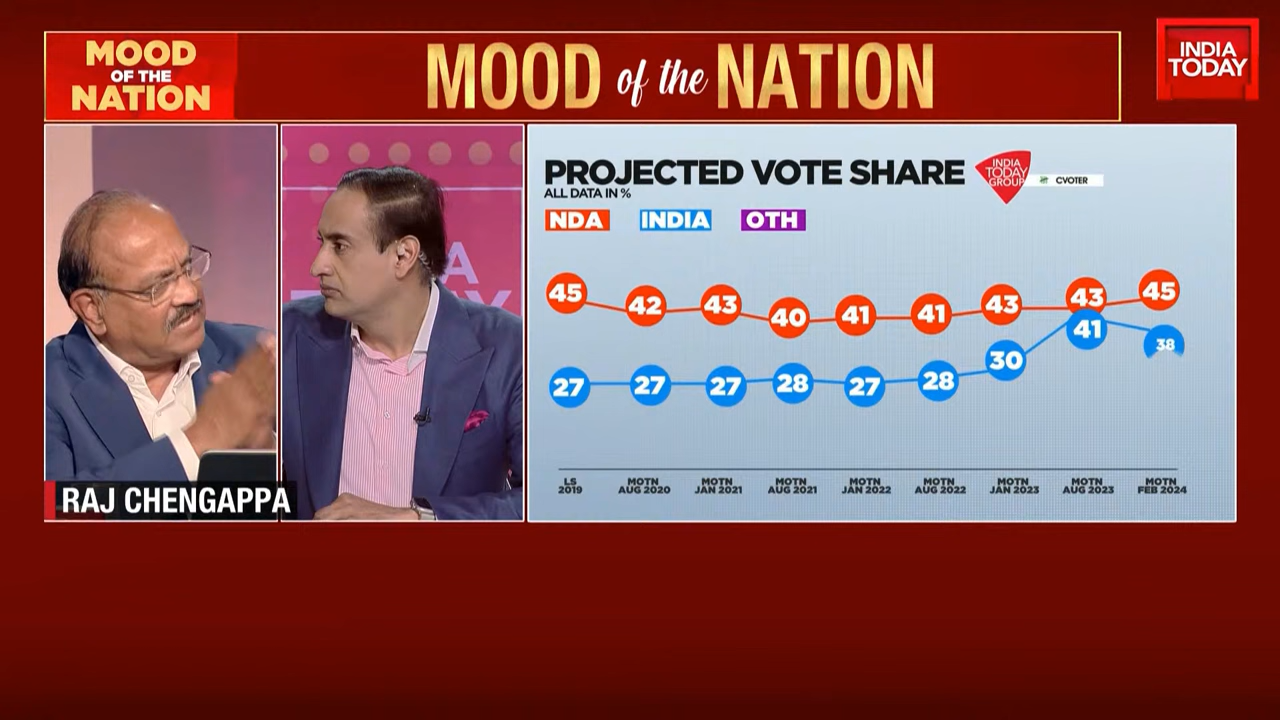 MOOD
OF THE
NATION
MOOD of the NATION
INDIA
TODAY
PROJECTED VOTE SHARE
ALL DATA IN %
INDIA
TODAY
GROUP
CVOTER
NDA INDIA OTH
45 42 43 40 41 41 43 43 45
27 27 27 28 27 28 30 41 38
LS
2019
MOTN
AUG 2020
MOTN
JAN 2021
MOTN
AUG 2021
MOTN
JAN 2022
MOTN
AUG 2022
MOTN
JAN 2023
MOTN
AUG 2023
MOTN
FEB 2024
RAJ CHENGAPPA